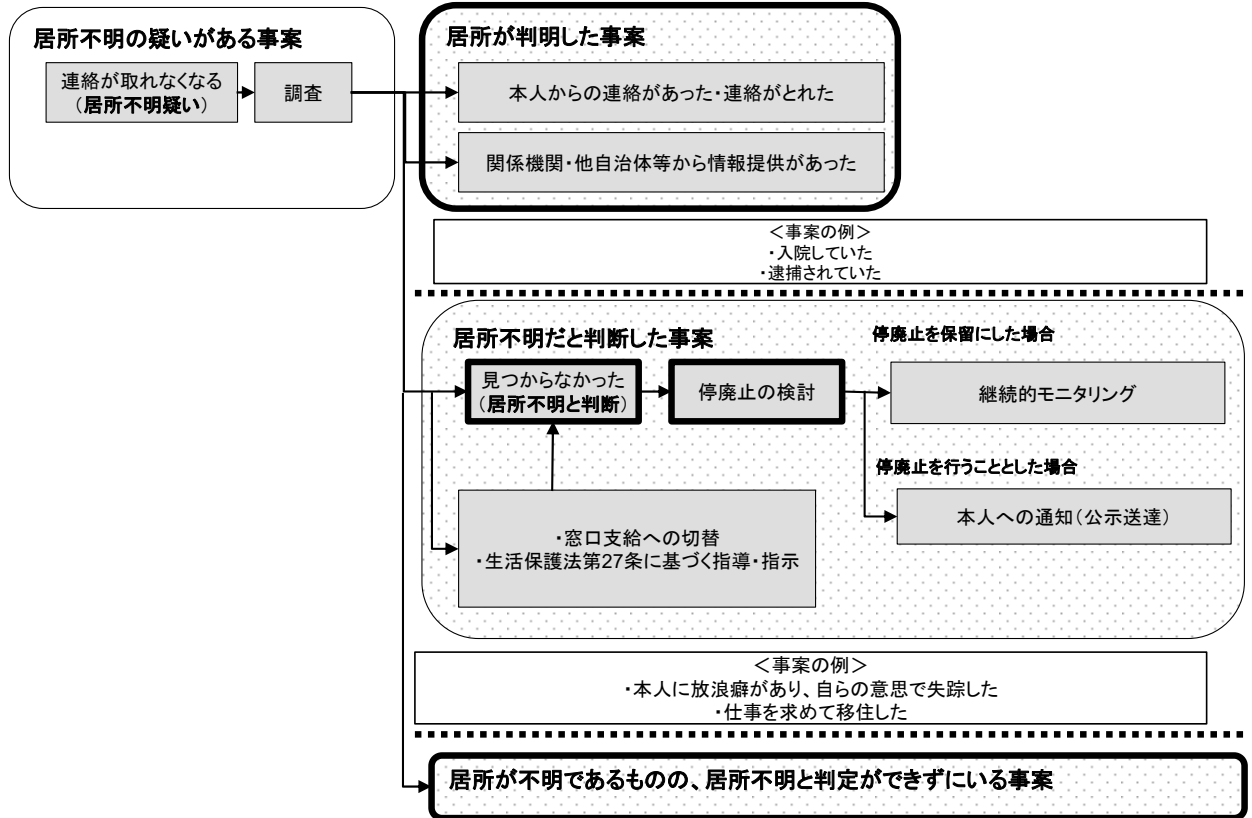 居所不明の疑いがある事案
連絡が取れなくなる
（居所不明疑い）
調査
居所が判明した事案
本人からの連絡があった・連絡がとれた
関係機関・他自治体等から情報提供があった
＜事案の例＞
・入院していた
・逮捕されていた
居所不明だと判断した事案
見つからなかった
（居所不明と判断）
停廃止の検討
停廃止を保留にした場合
継続的モニタリング
停廃止を行うこととした場合
本人への通知（公示送達）
・窓口支給への切替
・生活保護法第27条に基づく指導・指示
＜事案の例＞
・本人に放浪癖があり、自らの意思で失踪した
・仕事を求めて移住した
居所が不明であるものの、居所不明と判定ができずにいる事案